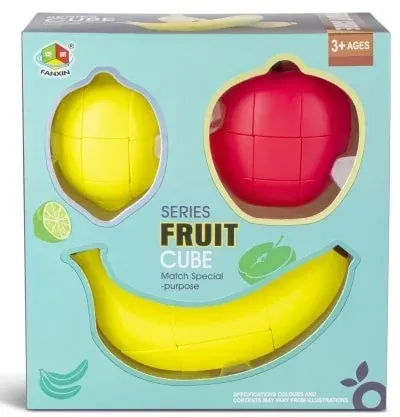 3+ AGES
FANXIN
SERIES
FRUIT
CUBE
Match Special
-purpose
SPECIFICATIONS COLOURS AND
CONTENTS MAY VARY FROM ILLUSTRATIONS